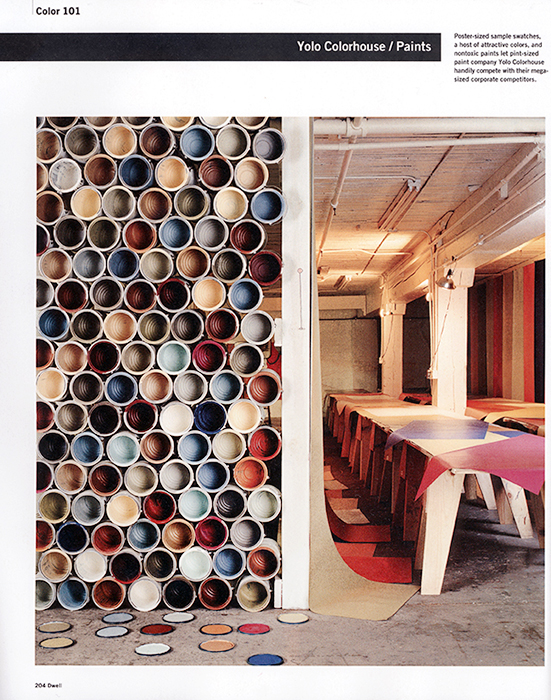 Color 101
Yolo Colorhouse / Paints
Poster-sized sample swatches,
a host of attractive colors, and
nontoxic paints let pint-sized
paint company Yolo Colorhouse
handily compete with their mega-
sized corporate competitors.
204 Dwell